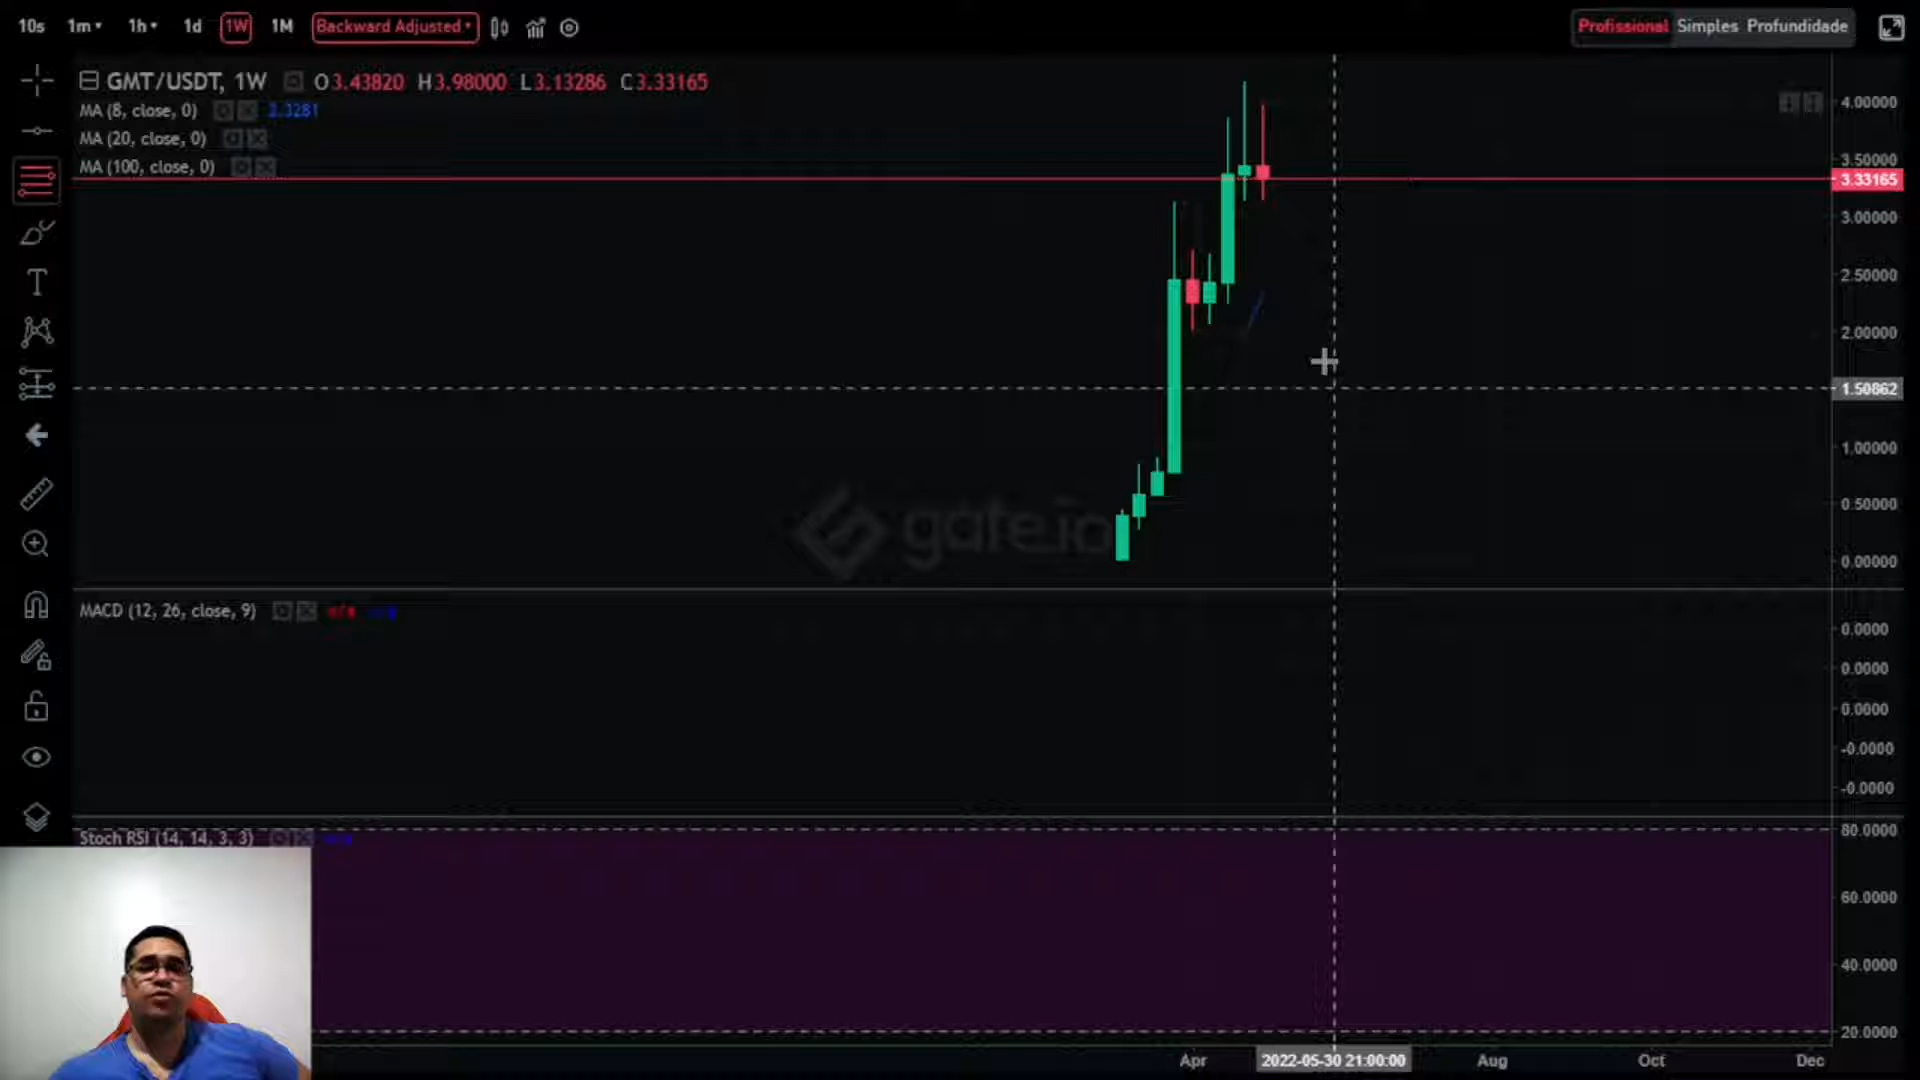 10s 1m 1h 1d 1W 1M Backward Adjusted Profissional Simples Profundidade
GMT/USDT, 1W O3.43820 H3.98000 L3.13286 C3.33165
MA (8, close, 0)
MA (20, close, 0)
MA (100, close, 0)
4.00000
3.50000
3.33165
3.00000
2.50000
2.00000
1.50862
1.00000
0.50000
0.00000
gate.io
MACD (12, 26, close, 9) n/a n/a
0.0000
0.0000
0.0000
-0.0000
-0.0000
Stoch RSI (14, 14, 3, 3) n/a
80.0000
60.0000
40.0000
20.0000
Apr 2022-05-30 21:00:00 Aug Oct Dec